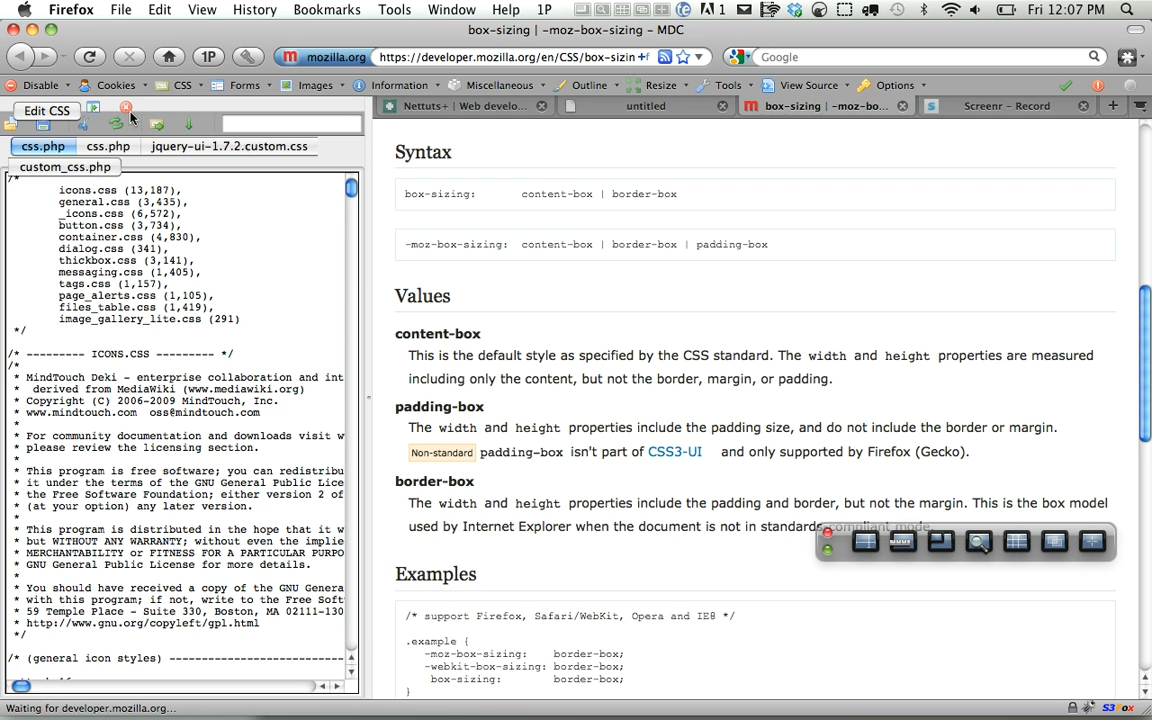 Firefox File Edit View History Bookmarks Tools Window Help 1P 1 Fri 12:07 PM
box-sizing | -moz-box-sizing - MDC
1P mozilla.org https://developer.mozilla.org/en/CSS/box-sizin Google
Disable Cookies CSS Forms Images Information Miscellaneous Outline Resize Tools View Source Options
Edit CSS
Nettuts+ | Web develo... untitled box-sizing | -moz-bo... Screenr - Record
css.php css.php jquery-ui-1.7.2.custom.css
custom_css.php
/*
icons.css (13,187),
general.css (3,435),
_icons.css (6,572),
button.css (3,734),
container.css (4,830),
dialog.css (341),
thickbox.css (3,141),
messaging.css (1,405),
tags.css (1,157),
page_alerts.css (1,105),
files_table.css (1,419),
image_gallery_lite.css (291)
*/
/* --------- ICONS.CSS --------- */
/*
* MindTouch Deki - enterprise collaboration and int
* derived from MediaWiki (www.mediawiki.org)
* Copyright (C) 2006-2009 MindTouch, Inc.
* www.mindtouch.com oss@mindtouch.com
*
* For community documentation and downloads visit w
* please review the licensing section.
*
* This program is free software; you can redistribu
* it under the terms of the GNU General Public Lice
* the Free Software Foundation; either version 2 of
* (at your option) any later version.
*
* This program is distributed in the hope that it w
* but WITHOUT ANY WARRANTY; without even the implie
* MERCHANTABILITY or FITNESS FOR A PARTICULAR PURPO
* GNU General Public License for more details.
*
* You should have received a copy of the GNU Genera
* with this program; if not, write to the Free Soft
* 59 Temple Place - Suite 330, Boston, MA 02111-130
* http://www.gnu.org/copyleft/gpl.html
*/
/* (general icon styles) ----------------------
Syntax
box-sizing: content-box | border-box
-moz-box-sizing: content-box | border-box | padding-box
Values
content-box
This is the default style as specified by the CSS standard. The width and height properties are measured
including only the content, but not the border, margin, or padding.
padding-box
The width and height properties include the padding size, and do not include the border or margin.
Non-standard padding-box isn't part of CSS3-UI and only supported by Firefox (Gecko).
border-box
The width and height properties include the padding and border, but not the margin. This is the box model
used by Internet Explorer when the document is not in standards compliant mode.
Examples
/* support Firefox, Safari/WebKit, Opera and IE8 */
.example {
-moz-box-sizing: border-box;
-webkit-box-sizing: border-box;
box-sizing: border-box;
}
Waiting for developer.mozilla.org... S3Fox